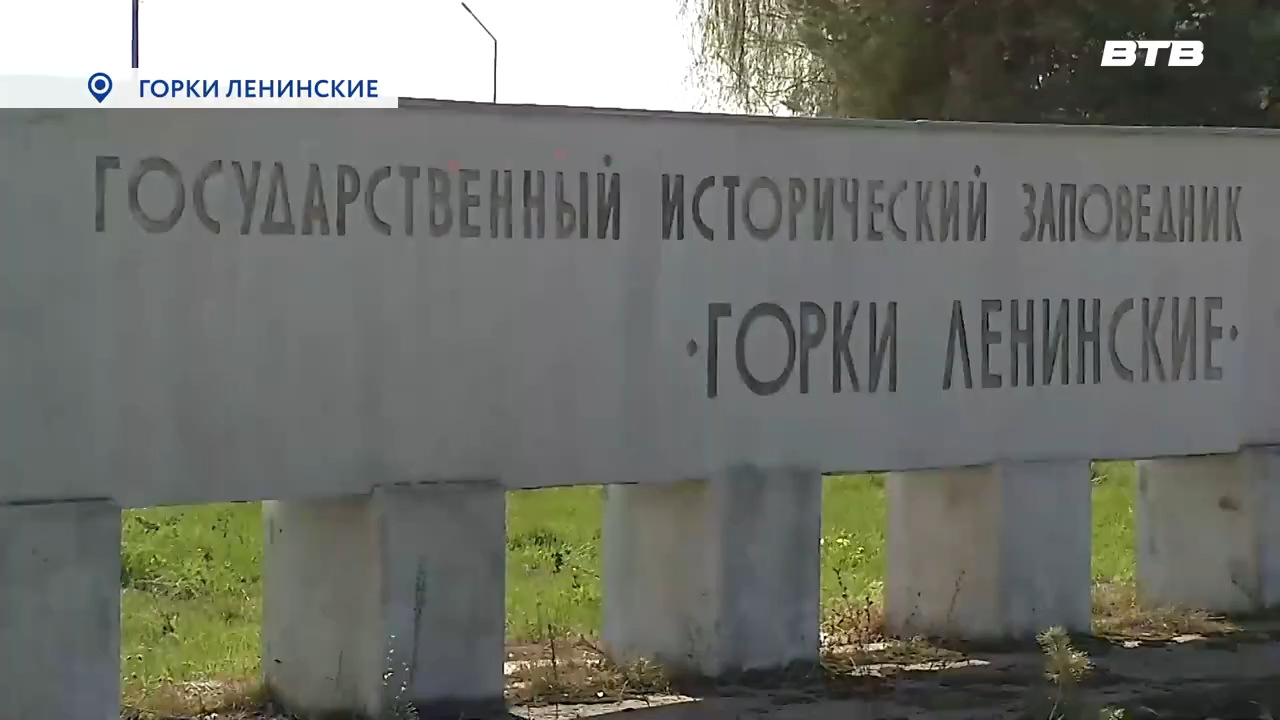 ВТВ
ГОРКИ ЛЕНИНСКИЕ
ГОСУДАРСТВЕННЫЙ ИСТОРИЧЕСКИЙ ЗАПОВЕДНИК
·ГОРКИ ЛЕНИНСКИЕ·